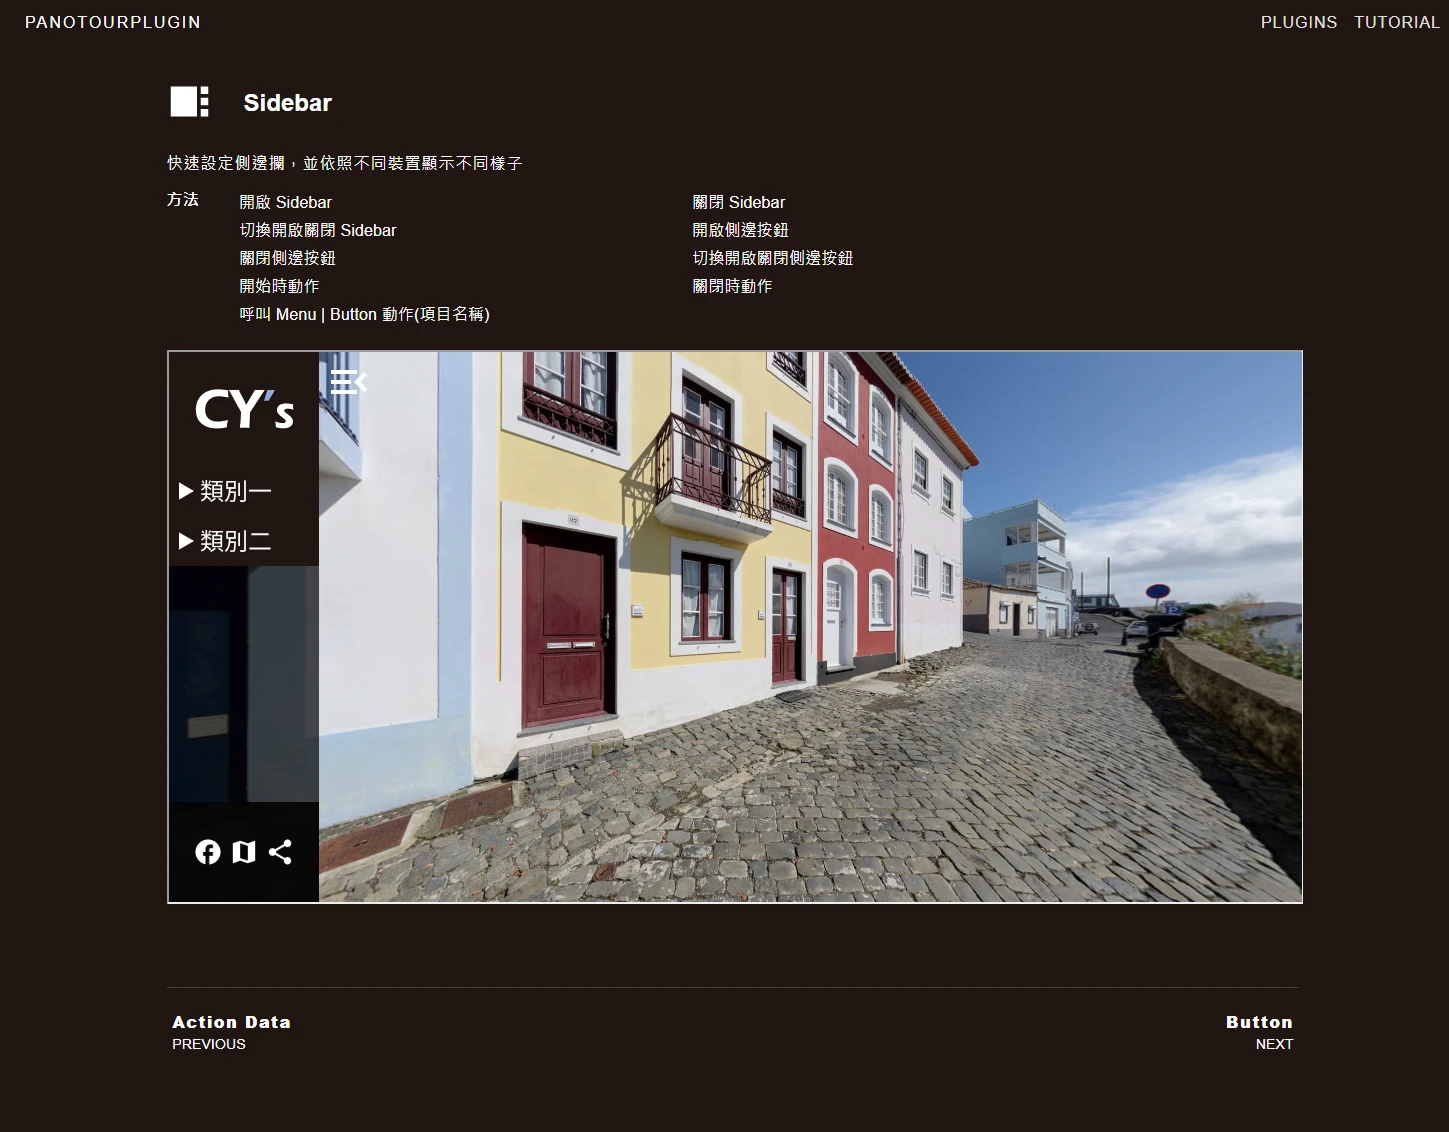 PANOTOURPLUGIN
PLUGINS TUTORIAL
Sidebar
快速設定側邊攔，並依照不同裝置顯示不同樣子
方法
開啟 Sidebar
關閉 Sidebar
切換開啟關閉 Sidebar
開啟側邊按鈕
關閉側邊按鈕
切換開啟關閉側邊按鈕
開始時動作
關閉時動作
呼叫 Menu | Button 動作(項目名稱)
CY's
▶ 類別一
▶ 類別二
Action Data
PREVIOUS
Button
NEXT